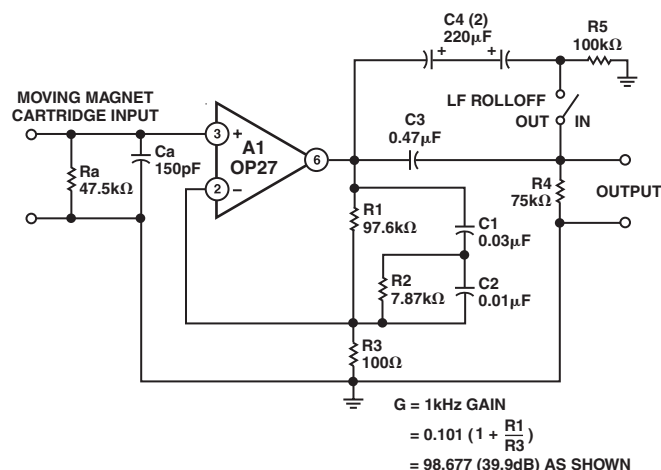 C4 (2)
220µF
R5
100kΩ
MOVING MAGNET
CARTRIDGE INPUT
LF ROLLOFF
OUT IN
C3
0.47µF
3
+
A1
OP27
6
2
–
Ra
47.5kΩ
Ca
150pF
R4
75kΩ
OUTPUT
R1
97.6kΩ
C1
0.03µF
R2
7.87kΩ
C2
0.01µF
R3
100Ω
+ +
G = 1kHz GAIN
= 0.101 (1 + R1/R3)
= 98.677 (39.9dB) AS SHOWN